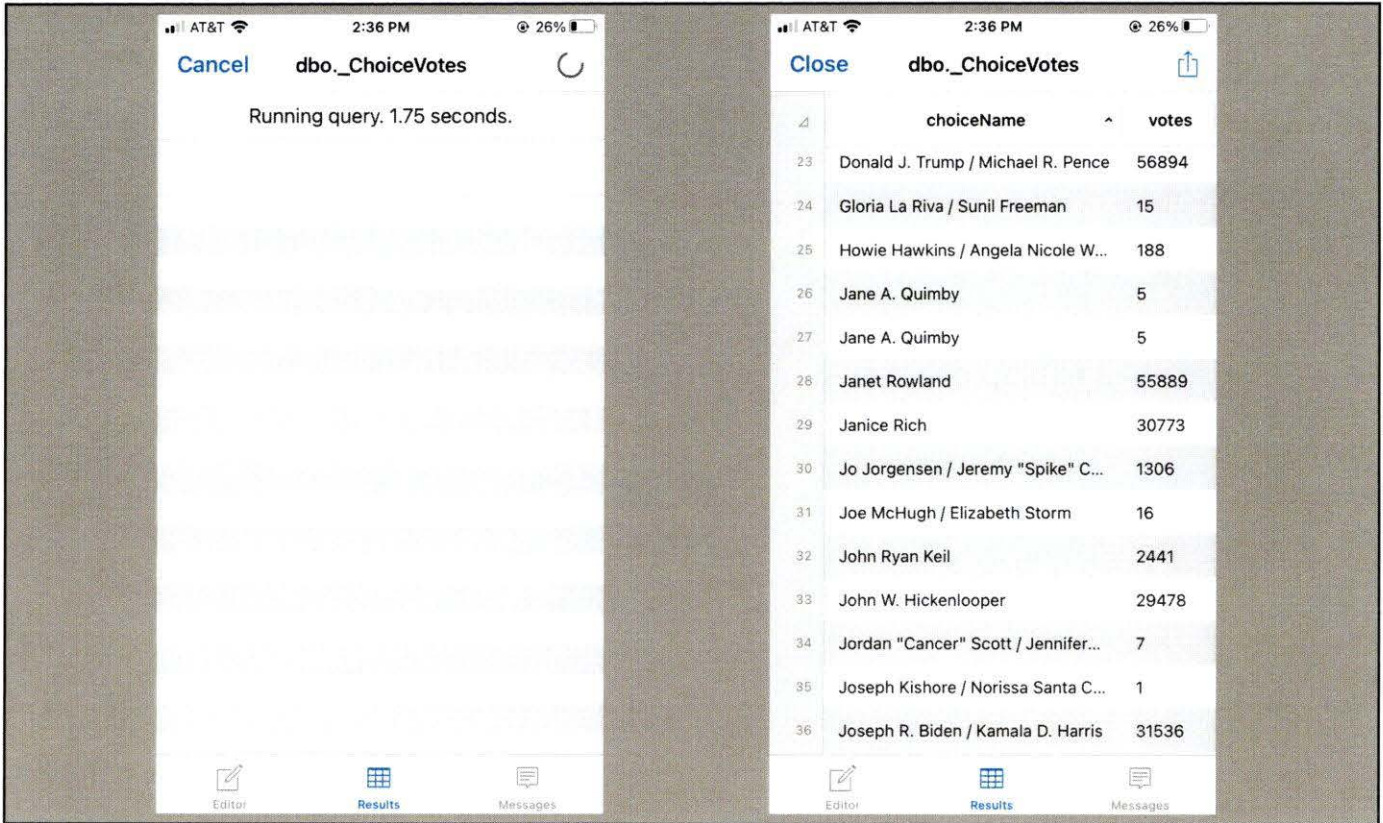 AT&T 2:36 PM 26%
Cancel dbo._ChoiceVotes
Running query. 1.75 seconds.
Editor Results Messages
AT&T 2:36 PM 26%
Close dbo._ChoiceVotes
choiceName votes
23 Donald J. Trump / Michael R. Pence 56894
24 Gloria La Riva / Sunil Freeman 15
25 Howie Hawkins / Angela Nicole W... 188
26 Jane A. Quimby 5
27 Jane A. Quimby 5
28 Janet Rowland 55889
29 Janice Rich 30773
30 Jo Jorgensen / Jeremy "Spike" C... 1306
31 Joe McHugh / Elizabeth Storm 16
32 John Ryan Keil 2441
33 John W. Hickenlooper 29478
34 Jordan "Cancer" Scott / Jennifer... 7
35 Joseph Kishore / Norissa Santa C... 1
36 Joseph R. Biden / Kamala D. Harris 31536
Editor Results Messages